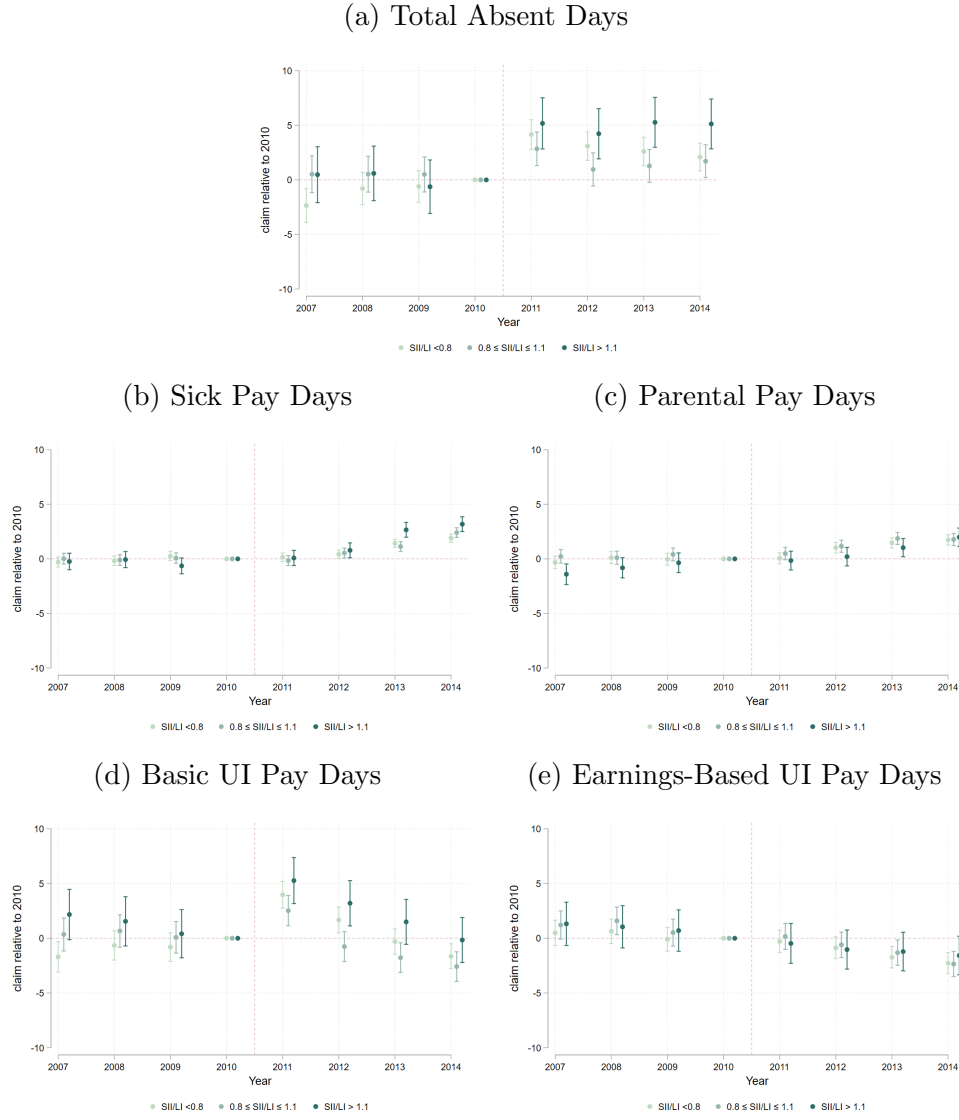 (a) Total Absent Days
claim relative to 2010
10
5
0
-5
-10
2007 2008 2009 2010 2011 2012 2013 2014
Year
SII/LI <0.8 0.8 ≤ SII/LI ≤ 1.1 SII/LI > 1.1
(b) Sick Pay Days
claim relative to 2010
10
5
0
-5
-10
2007 2008 2009 2010 2011 2012 2013 2014
Year
SII/LI <0.8 0.8 ≤ SII/LI ≤ 1.1 SII/LI > 1.1
(c) Parental Pay Days
claim relative to 2010
10
5
0
-5
-10
2007 2008 2009 2010 2011 2012 2013 2014
Year
SII/LI <0.8 0.8 ≤ SII/LI ≤ 1.1 SII/LI > 1.1
(d) Basic UI Pay Days
claim relative to 2010
10
5
0
-5
-10
2007 2008 2009 2010 2011 2012 2013 2014
Year
SII/LI <0.8 0.8 ≤ SII/LI ≤ 1.1 SII/LI > 1.1
(e) Earnings-Based UI Pay Days
claim relative to 2010
10
5
0
-5
-10
2007 2008 2009 2010 2011 2012 2013 2014
Year
SII/LI <0.8 0.8 ≤ SII/LI ≤ 1.1 SII/LI > 1.1